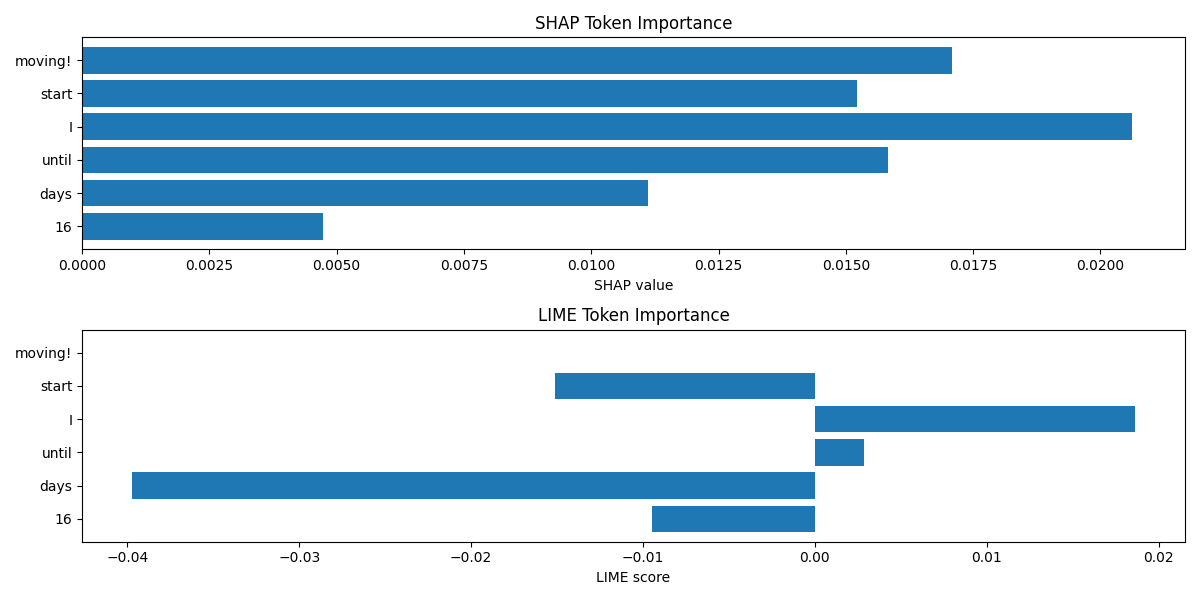 SHAP Token Importance
moving!
start
I
until
days
16
0.0000 0.0025 0.0050 0.0075 0.0100 0.0125 0.0150 0.0175 0.0200
SHAP value
LIME Token Importance
moving!
start
I
until
days
16
−0.04 −0.03 −0.02 −0.01 0.00 0.01 0.02
LIME score